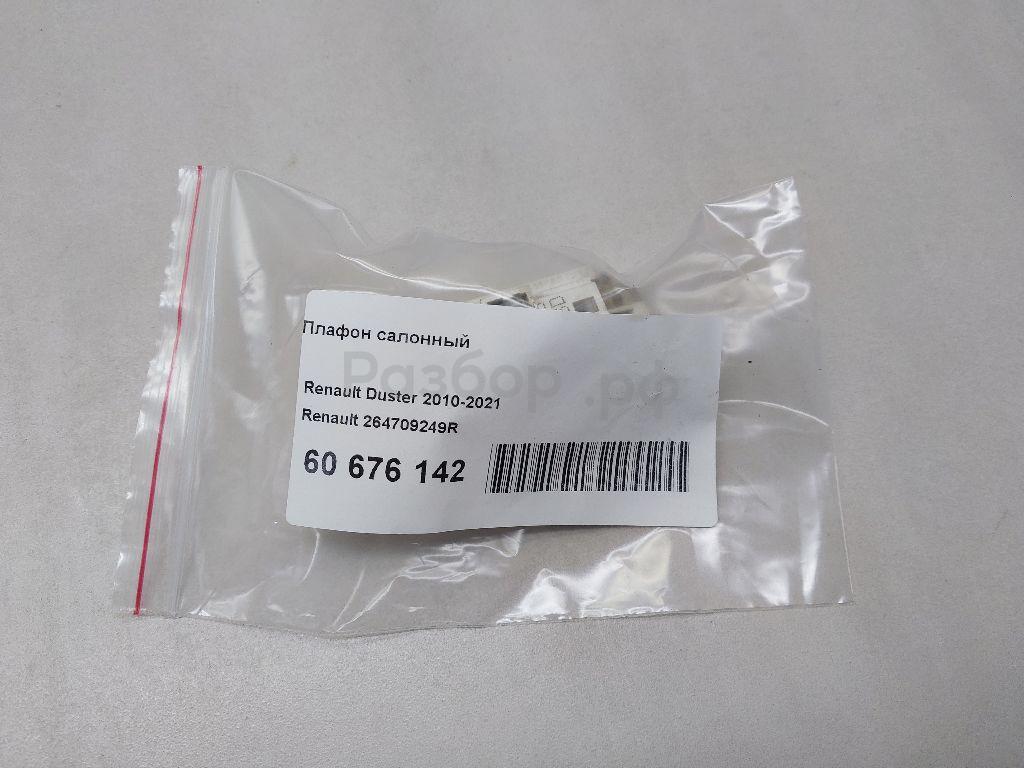 Плафон салонный
Разбор.рф
Renault Duster 2010-2021
Renault 264709249R
60 676 142